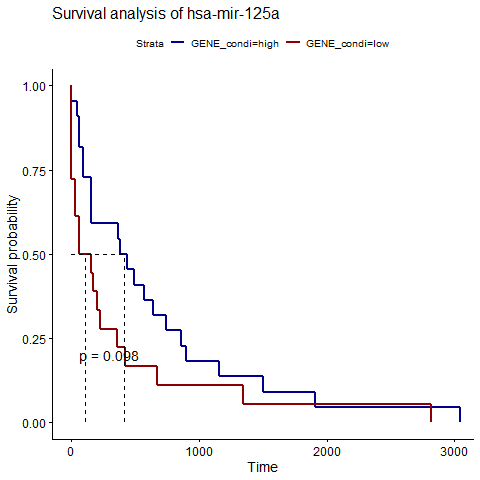 Survival analysis of hsa-mir-125a
Strata GENE_condi=high GENE_condi=low
Survival probability
1.00
0.75
0.50
0.25
0.00
p = 0.098
0 1000 2000 3000
Time